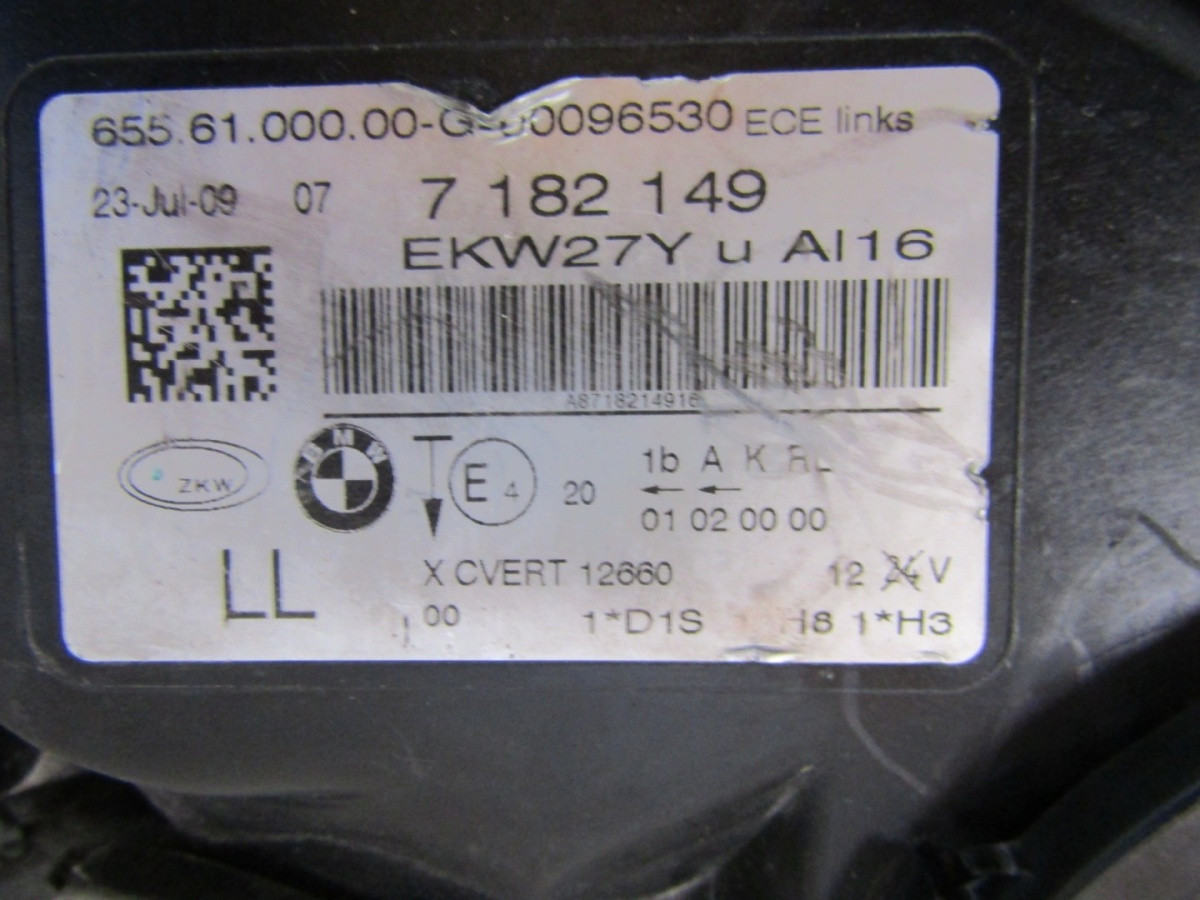 655.61.000.00-G-00096530 ECE links
23-Jul-09 07 7 182 149
EKW27Y u AI16
A8718214916
ZKW
BMW
E 4
20
1b A K RL
01 02 00 00
LL
X CVERT 12660
12 24 V
00
1*D1S
H8 1*H3